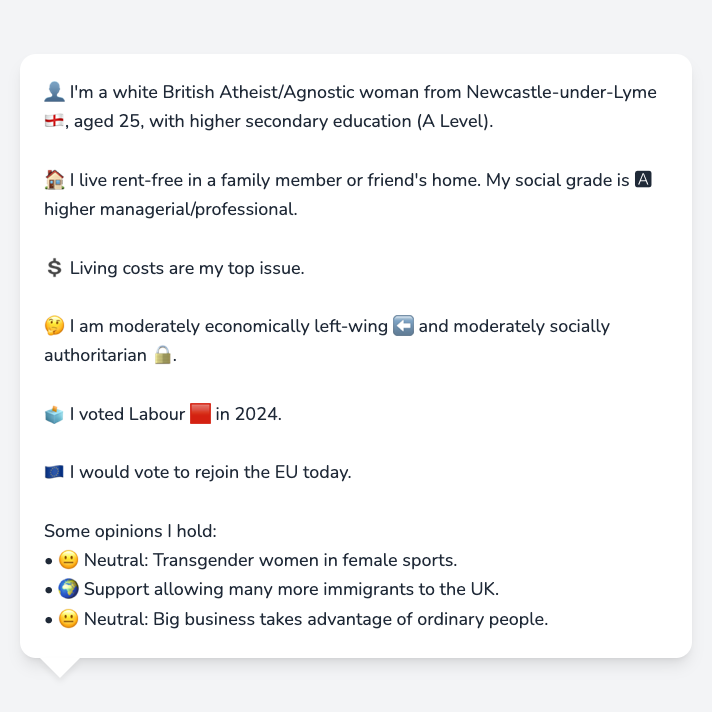 👤 I'm a white British Atheist/Agnostic woman from Newcastle-under-Lyme
🏴󠁧󠁢󠁥󠁮󠁧󠁿, aged 25, with higher secondary education (A Level).
🏠 I live rent-free in a family member or friend's home. My social grade is 🅰
higher managerial/professional.
💲 Living costs are my top issue.
🤔 I am moderately economically left-wing ⬅️ and moderately socially
authoritarian 🔒.
🗳️ I voted Labour 🟥 in 2024.
🇪🇺 I would vote to rejoin the EU today.
Some opinions I hold:
• 😐 Neutral: Transgender women in female sports.
• 🌍 Support allowing many more immigrants to the UK.
• 😐 Neutral: Big business takes advantage of ordinary people.